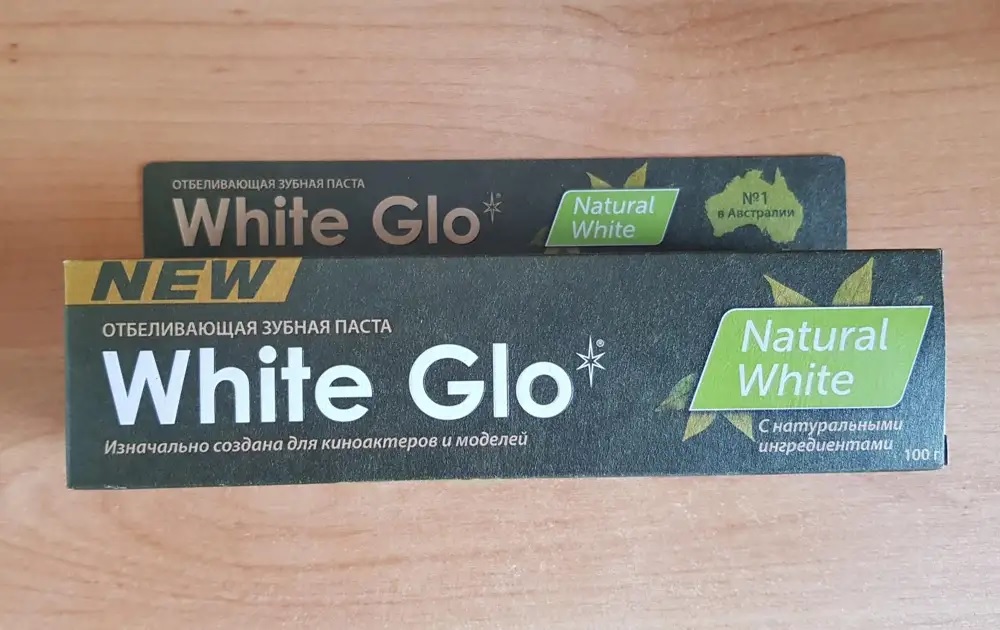 ОТБЕЛИВАЮЩАЯ ЗУБНАЯ ПАСТА
White Glo
Natural
White
№1
в Австралии
NEW
ОТБЕЛИВАЮЩАЯ ЗУБНАЯ ПАСТА
White Glo®
Изначально создана для киноактеров и моделей
Natural
White
С натуральными
ингредиентами
100 г